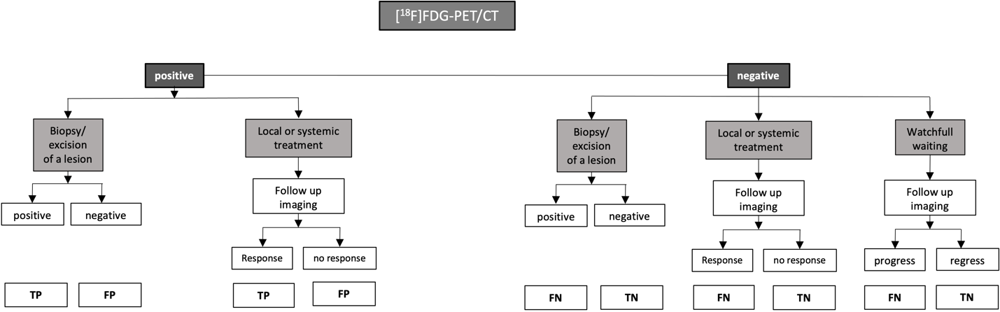 [¹⁸F]FDG-PET/CT
positive
negative
Biopsy/
excision
of a lesion
Local or systemic
treatment
Biopsy/
excision
of a lesion
Local or systemic
treatment
Watchfull
waiting
Follow up
imaging
Follow up
imaging
Follow up
imaging
positive
negative
positive
negative
Response
no response
Response
no response
progress
regress
TP
FP
TP
FP
FN
TN
FN
TN
FN
TN